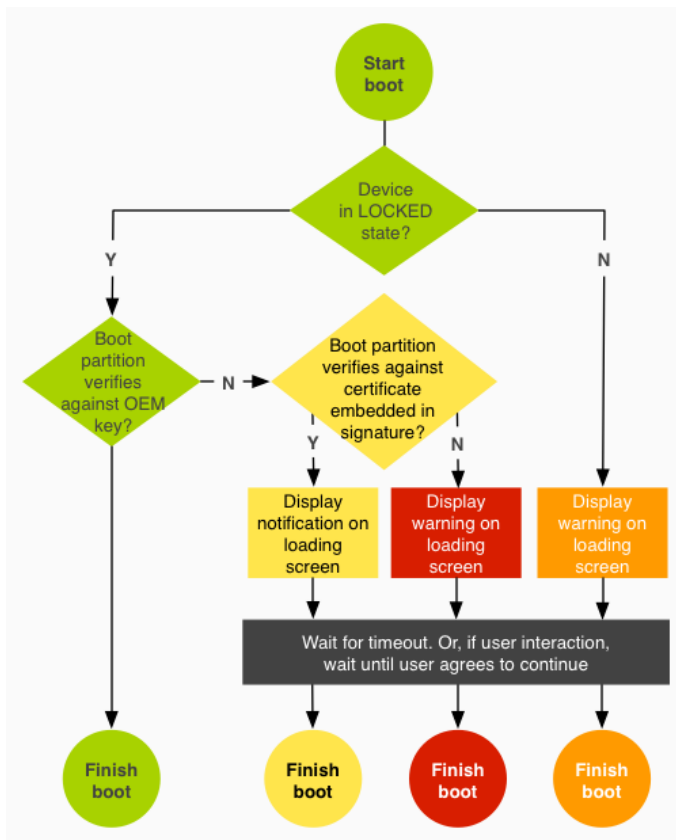 Start
boot
Device
in LOCKED
state?
Y
N
Boot
partition
verifies
against OEM
key?
N
Boot partition
verifies against
certificate
embedded in
signature?
Y
N
Display
notification on
loading
screen
Display
warning on
loading
screen
Display
warning on
loading
screen
Wait for timeout. Or, if user interaction,
wait until user agrees to continue
Finish
boot
Finish
boot
Finish
boot
Finish
boot